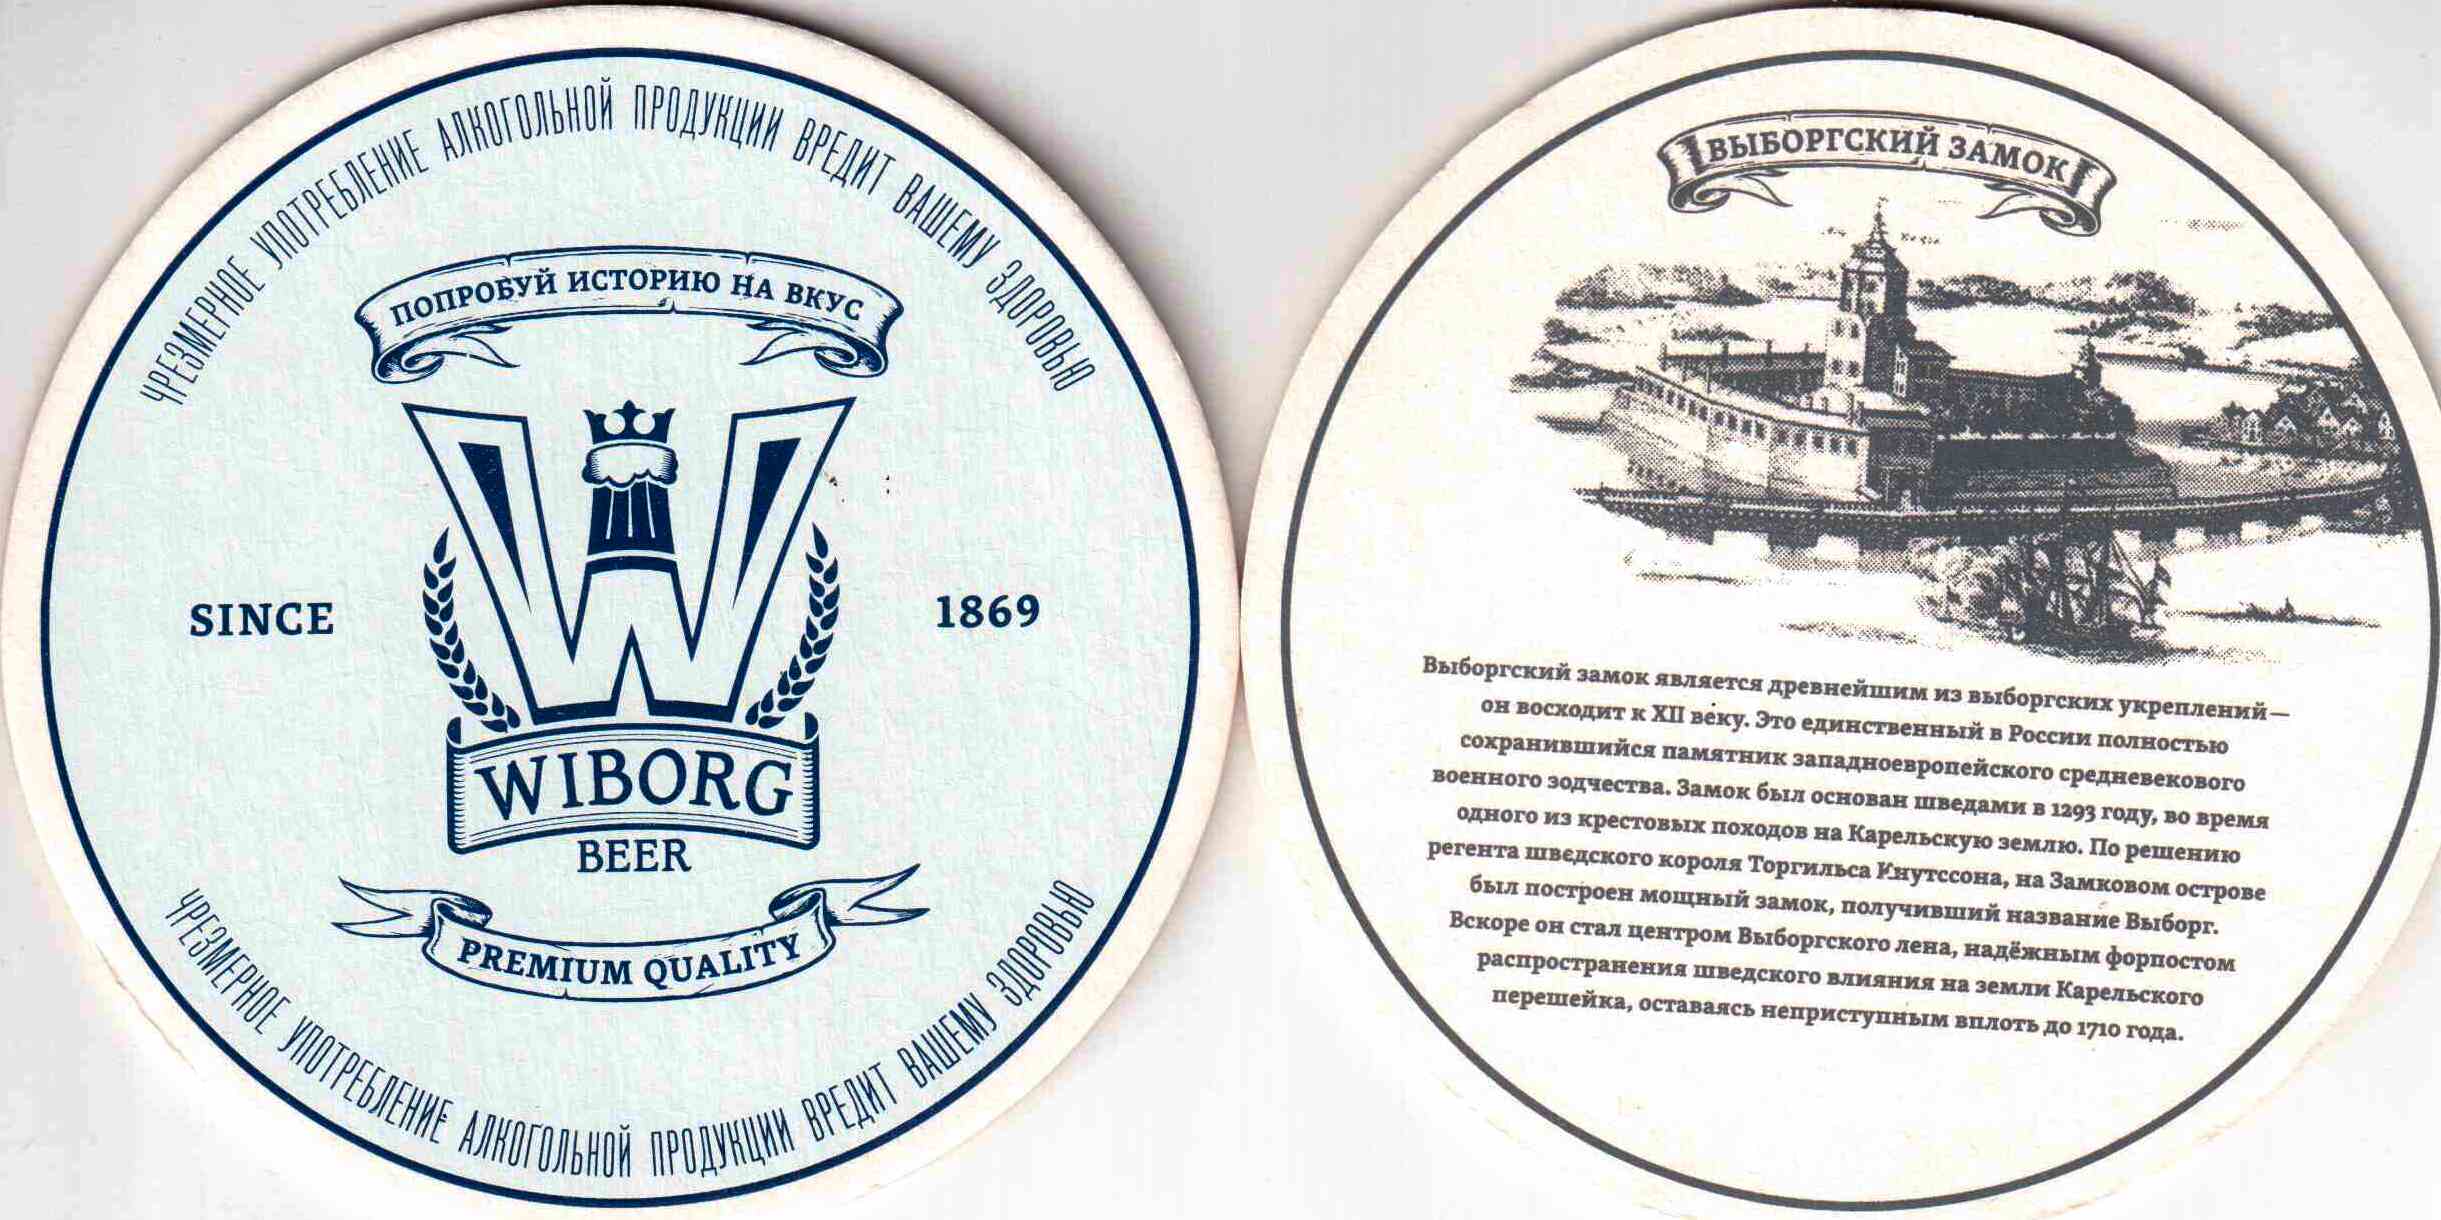 ЧРЕЗМЕРНОЕ УПОТРЕБЛЕНИЕ АЛКОГОЛЬНОЙ ПРОДУКЦИИ ВРЕДИТ ВАШЕМУ ЗДОРОВЬЮ
ПОПРОБУЙ ИСТОРИЮ НА ВКУС
W
SINCE 1869
WIBORG
BEER
PREMIUM QUALITY
ЧРЕЗМЕРНОЕ УПОТРЕБЛЕНИЕ АЛКОГОЛЬНОЙ ПРОДУКЦИИ ВРЕДИТ ВАШЕМУ ЗДОРОВЬЮ
ВЫБОРГСКИЙ ЗАМОК
Выборгский замок является древнейшим из выборгских укреплений—
он восходит к XII веку. Это единственный в России полностью
сохранившийся памятник западноевропейского средневекового
военного зодчества. Замок был основан шведами в 1293 году, во время
одного из крестовых походов на Карельскую землю. По решению
регента шведского короля Торгильса Кнутссона, на Замковом острове
был построен мощный замок, получивший название Выборг.
Вскоре он стал центром Выборгского лена, надёжным форпостом
распространения шведского влияния на земли Карельского
перешейка, оставаясь неприступным вплоть до 1710 года.